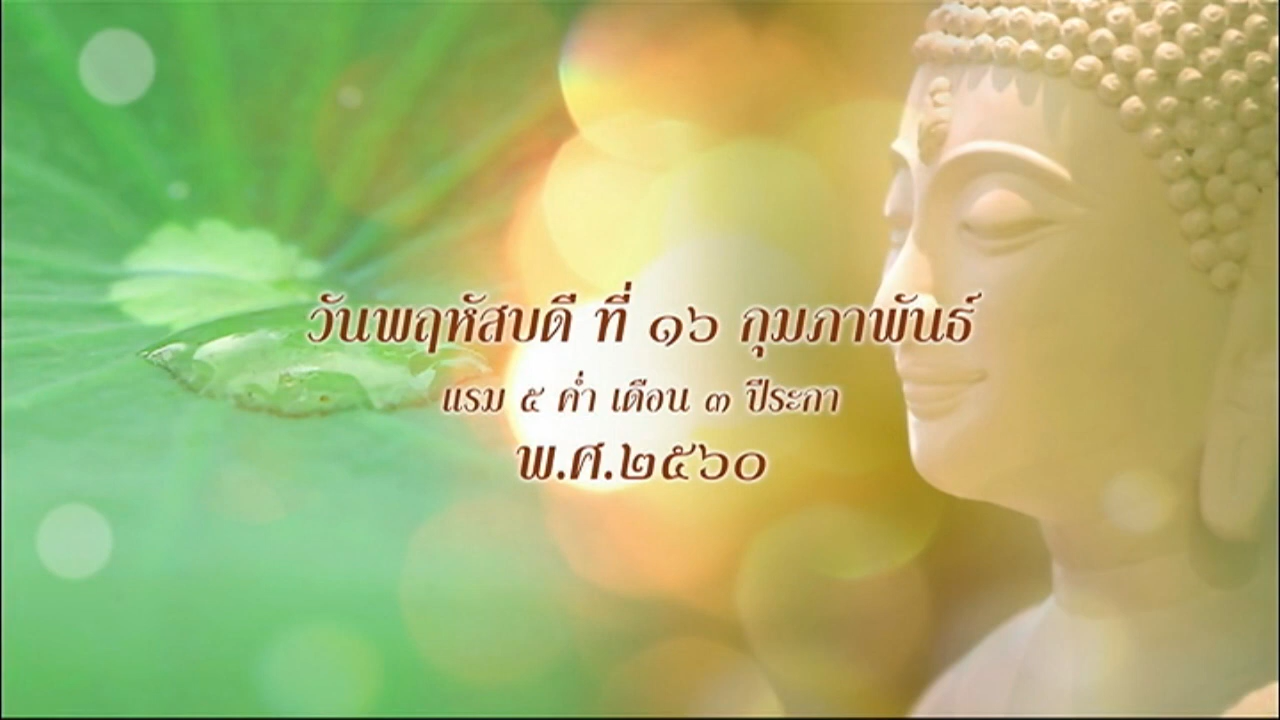 วันพฤหัสบดี ที่ ๑๖ กุมภาพันธ์
แรม ๕ ค่ำ เดือน ๓ ปีระกา
พ.ศ.๒๕๖๐